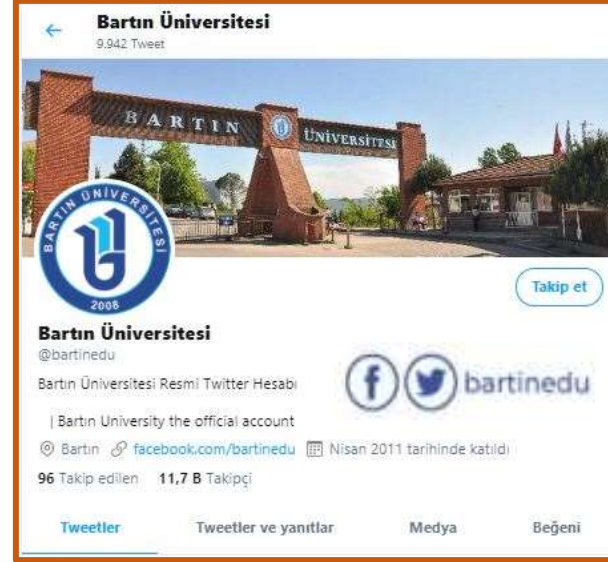 Bartın Üniversitesi
9.942 Tweet
BARTIN ÜNİVERSİTESİ
BARTIN ÜNİVERSİTESİ
2008
Takip et
Bartın Üniversitesi
@bartinedu
Bartın Üniversitesi Resmi Twitter Hesabı
bartinedu
| Bartın University the official account
Bartın facebook.com/bartinedu Nisan 2011 tarihinde katıldı
96 Takip edilen 11,7 B Takipçi
Tweetler Tweetler ve yanıtlar Medya Beğeni